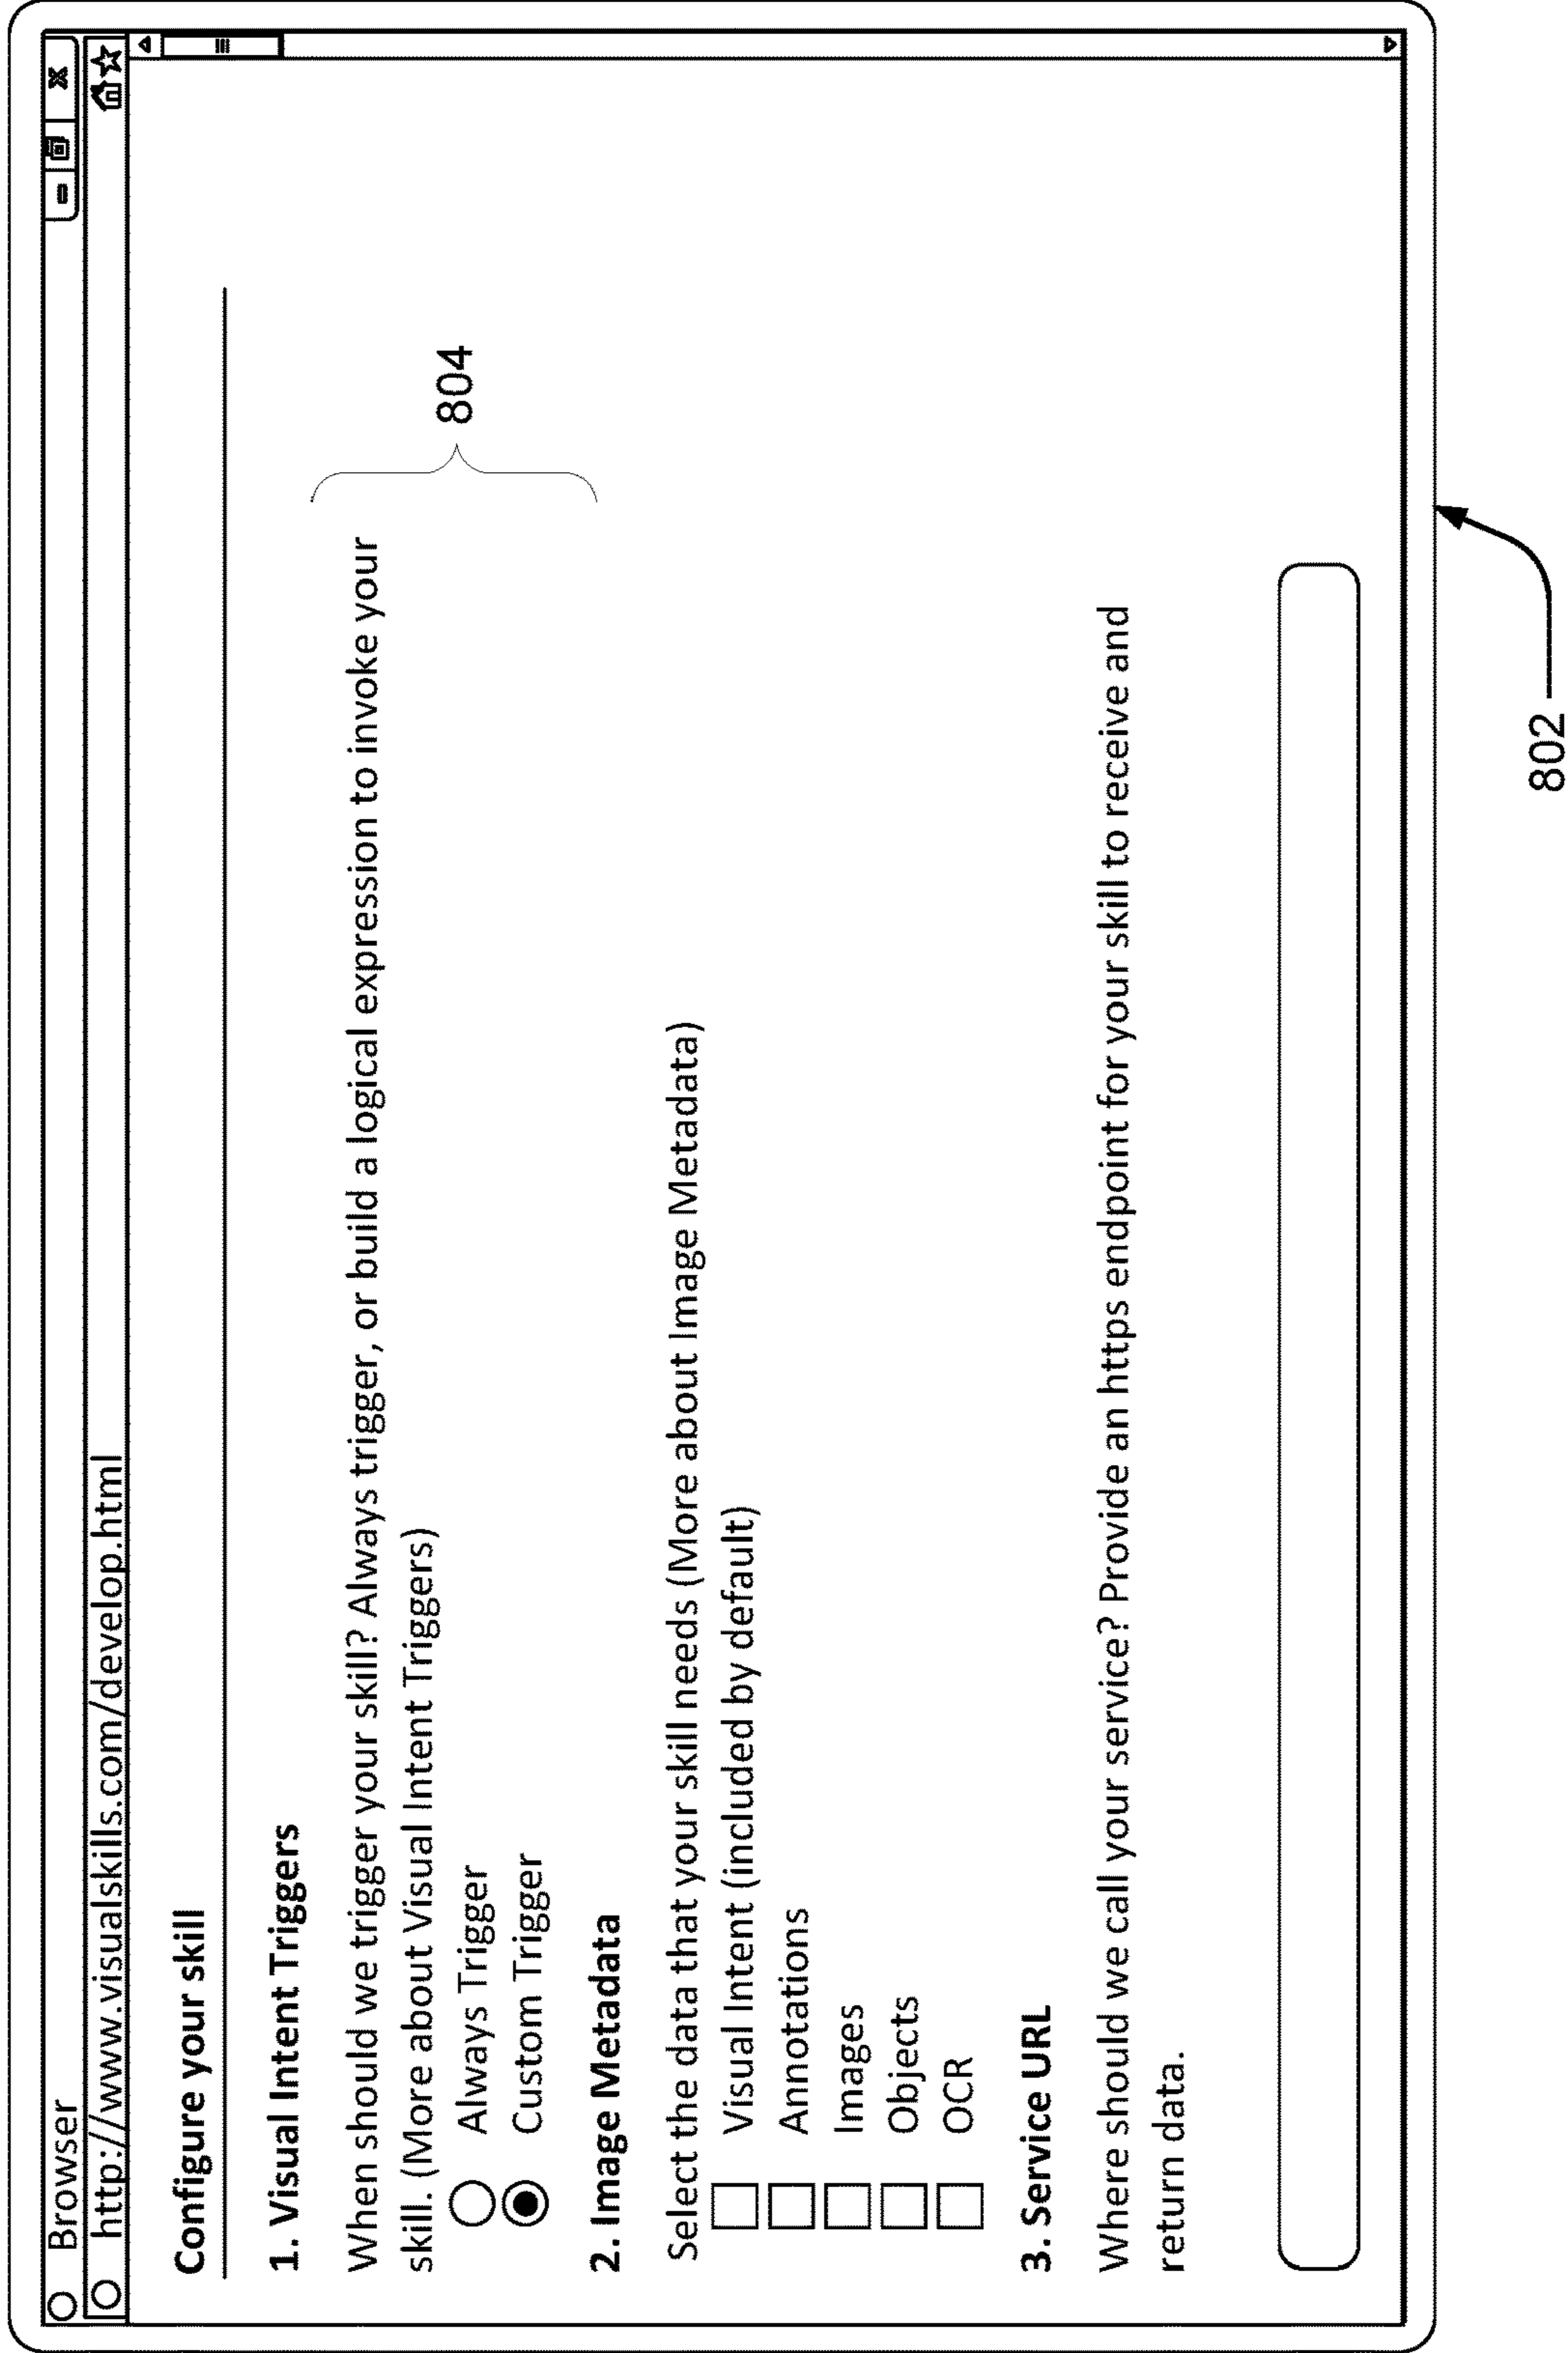 Browser
x
http://www.visualskills.com/develop.html
Configure your skill
1. Visual Intent Triggers
When should we trigger your skill? Always trigger, or build a logical expression to invoke your
skill. (More about Visual Intent Triggers)
Always Trigger
Custom Trigger
804
2. Image Metadata
Select the data that your skill needs (More about Image Metadata)
Visual Intent (included by default)
Annotations
Images
Objects
OCR
3. Service URL
Where should we call your service? Provide an https endpoint for your skill to receive and
return data.
802